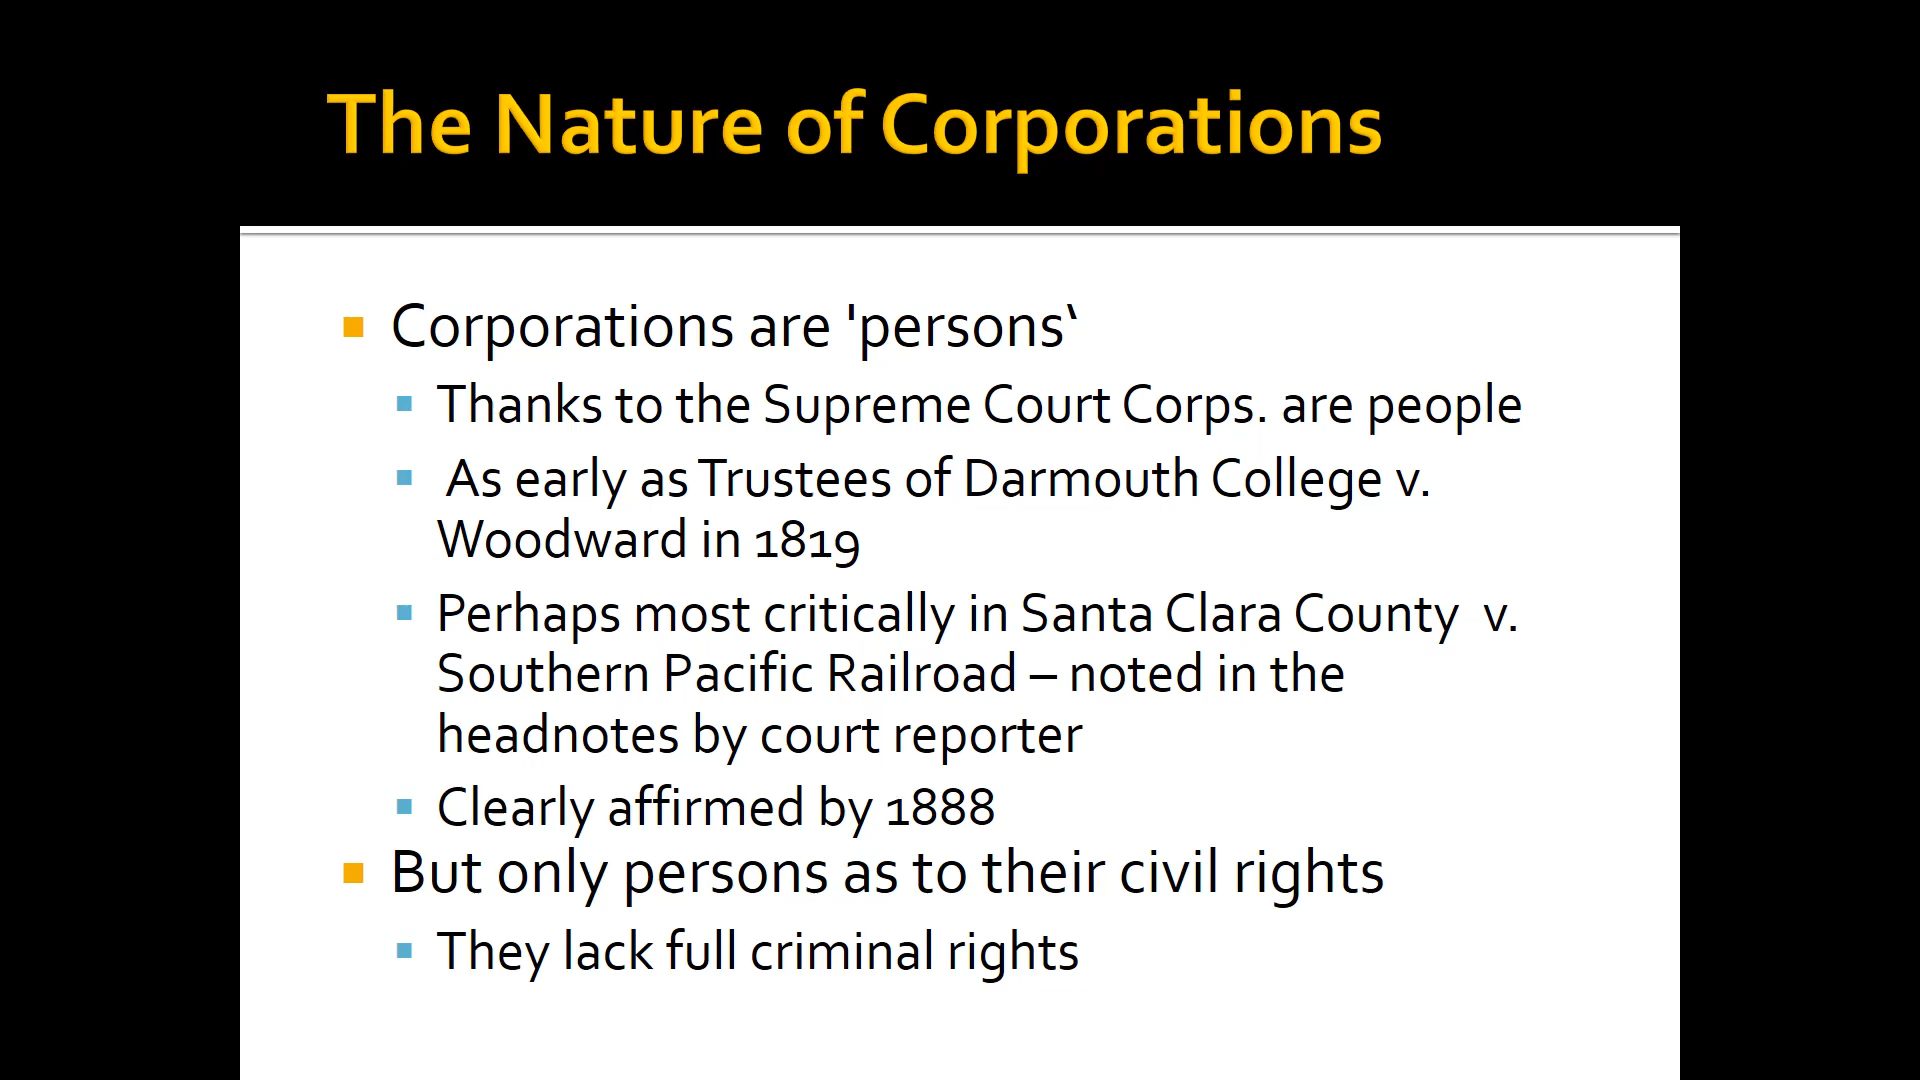 The Nature of Corporations
Corporations are 'persons‘
Thanks to the Supreme Court Corps. are people
As early as Trustees of Darmouth College v.
Woodward in 1819
Perhaps most critically in Santa Clara County v.
Southern Pacific Railroad – noted in the
headnotes by court reporter
Clearly affirmed by 1888
But only persons as to their civil rights
They lack full criminal rights